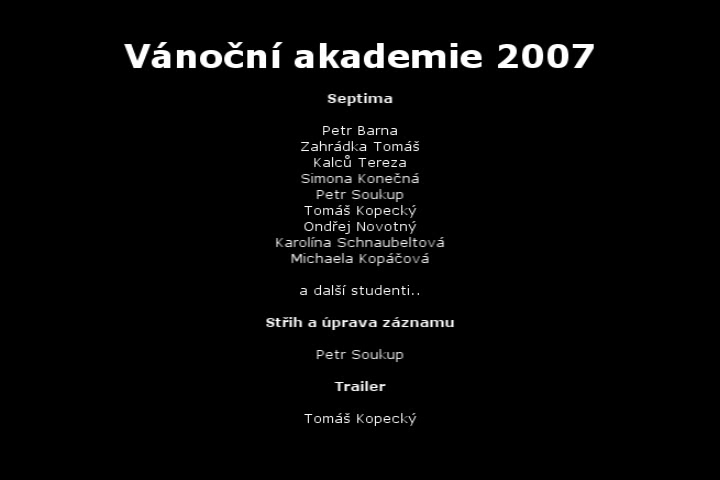 Vánoční akademie 2007
Septima
Petr Barna
Zahrádka Tomáš
Kalců Tereza
Simona Konečná
Petr Soukup
Tomáš Kopecký
Ondřej Novotný
Karolína Schnaubeltová
Michaela Kopáčová
a další studenti..
Střih a úprava záznamu
Petr Soukup
Trailer
Tomáš Kopecký